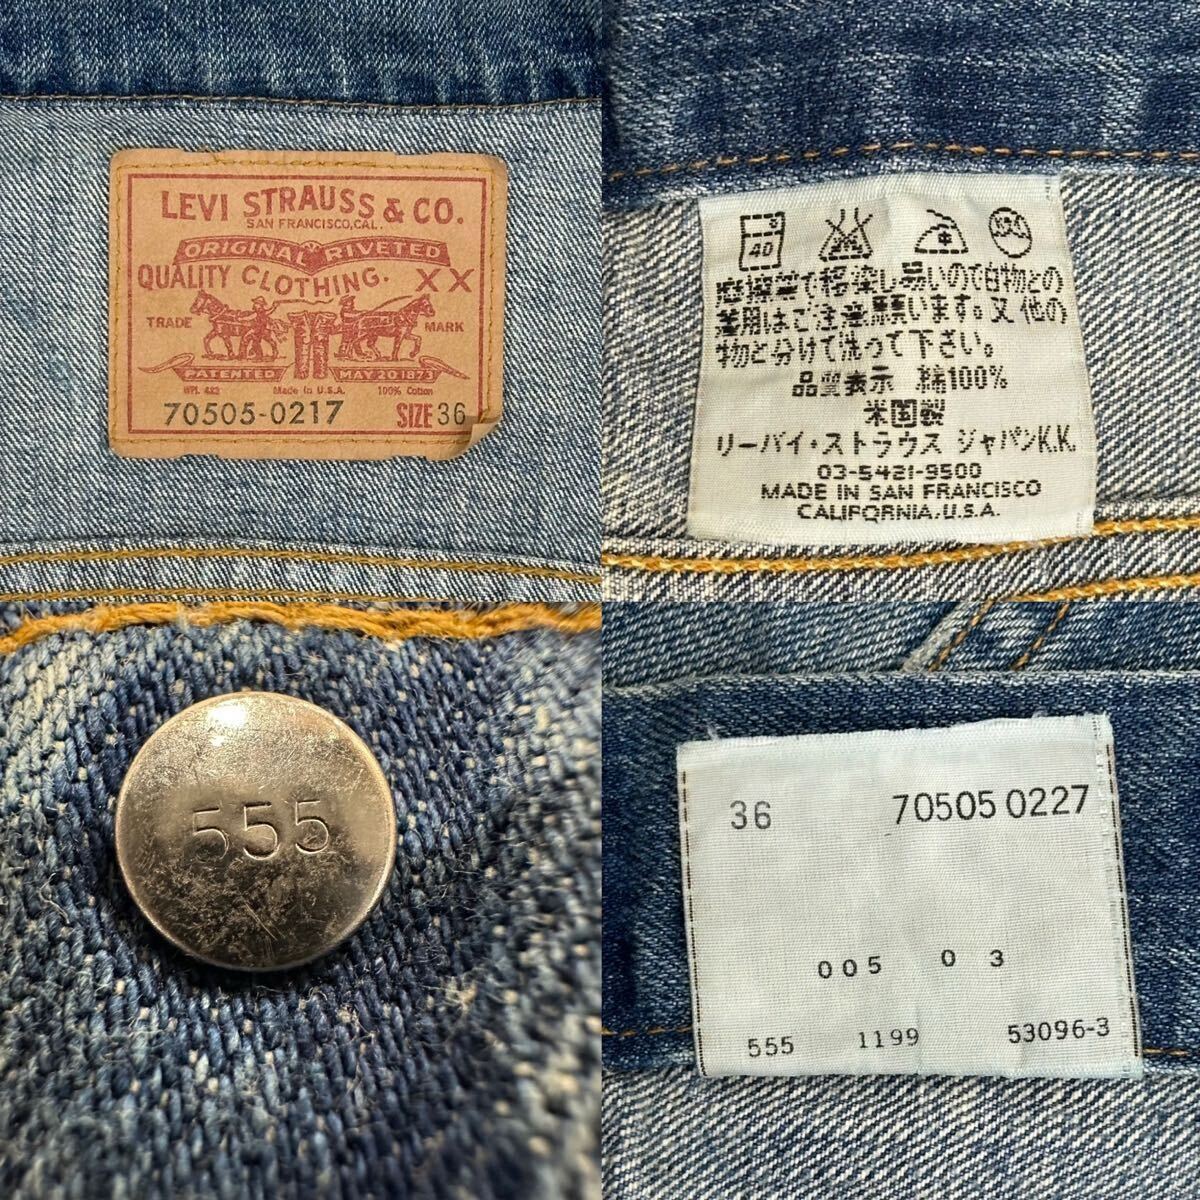 LEVI STRAUSS & CO.
SAN FRANCISCO, CAL.
ORIGINAL RIVETED
QUALITY CLOTHING. XX
TRADE MARK
PATENTED MAY 20 1873
WPL 423 Made in U.S.A. 100% Cotton
70505-0217 SIZE 36
40
で移染し易いので白物との
着用はご注意願います。又他の
物と分けて洗って下さい。
品質表示 綿100%
米国製
リーバイ・ストラウス ジャパンK.K.
03-5421-9500
MADE IN SAN FRANCISCO
CALIFORNIA, U.S.A.
555
36 70505 0227
005 0 3
555 1199 53096-3